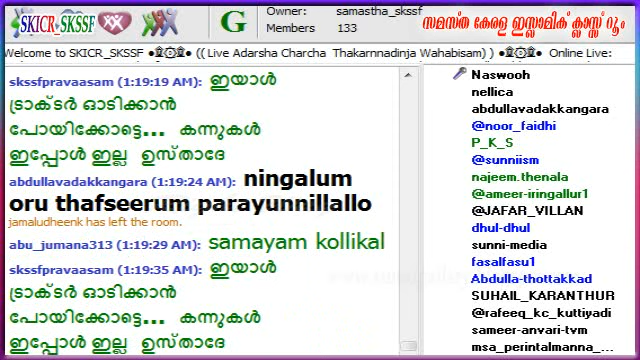 SKICR_SKSSF
G
Owner: samastha_skssf
Members 133
സമസ്ത കേരള ഇസ്ലാമിക് ക്ലാസ്സ് റൂം
Welcome to SKICR_SKSSF ●۩۞۩● (( Live Adarsha Charcha Thakarnnadinja Wahabisam)) ●۩۞۩● Online Live:
skssfpravaasam (1:19:19 AM): ഇയാൾ
ട്രാക്ടർ ഓടിക്കാൻ
പോയിക്കോട്ടെ... കന്നുകൾ
ഇപ്പോൾ ഇല്ല ഉസ്താദേ
abdullavadakkangara (1:19:24 AM): ningalum
oru thafseerum parayunnillallo
jamaludheenk has left the room.
abu_jumana313 (1:19:29 AM): samayam kollikal
skssfpravaasam (1:19:35 AM): ഇയാൾ
ട്രാക്ടർ ഓടിക്കാൻ
പോയിക്കോട്ടെ... കന്നുകൾ
ഇപ്പോൾ ഇല്ല ഉസ്താദേ
Naswooh
nellica
abdullavadakkangara
@noor_faidhi
P_K_S
@sunniism
najeem.thenala
@ameer-iringallur1
@JAFAR_VILLAN
dhul-dhul
sunni-media
fasalfasu1
Abdulla-thottakkad
SUHAIL_KARANTHUR
@rafeeq_kc_kuttiyadi
sameer-anvari-tvm
msa_perintalmanna_...